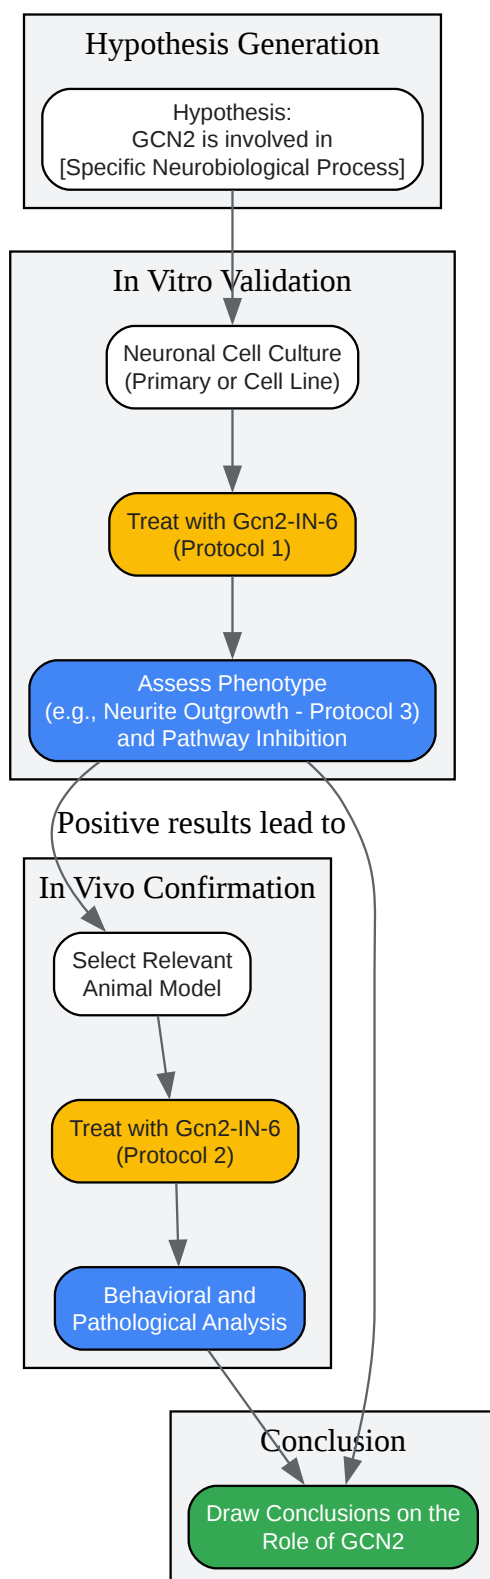 Hypothesis Generation
Hypothesis:
GCN2 is involved in
[Specific Neurobiological Process]
In Vitro Validation
Neuronal Cell Culture
(Primary or Cell Line)
Treat with Gcn2-IN-6
(Protocol 1)
Assess Phenotype
(e.g., Neurite Outgrowth - Protocol 3)
and Pathway Inhibition
Positive results lead to
In Vivo Confirmation
Select Relevant
Animal Model
Treat with Gcn2-IN-6
(Protocol 2)
Behavioral and
Pathological Analysis
Conclusion
Draw Conclusions on the
Role of GCN2